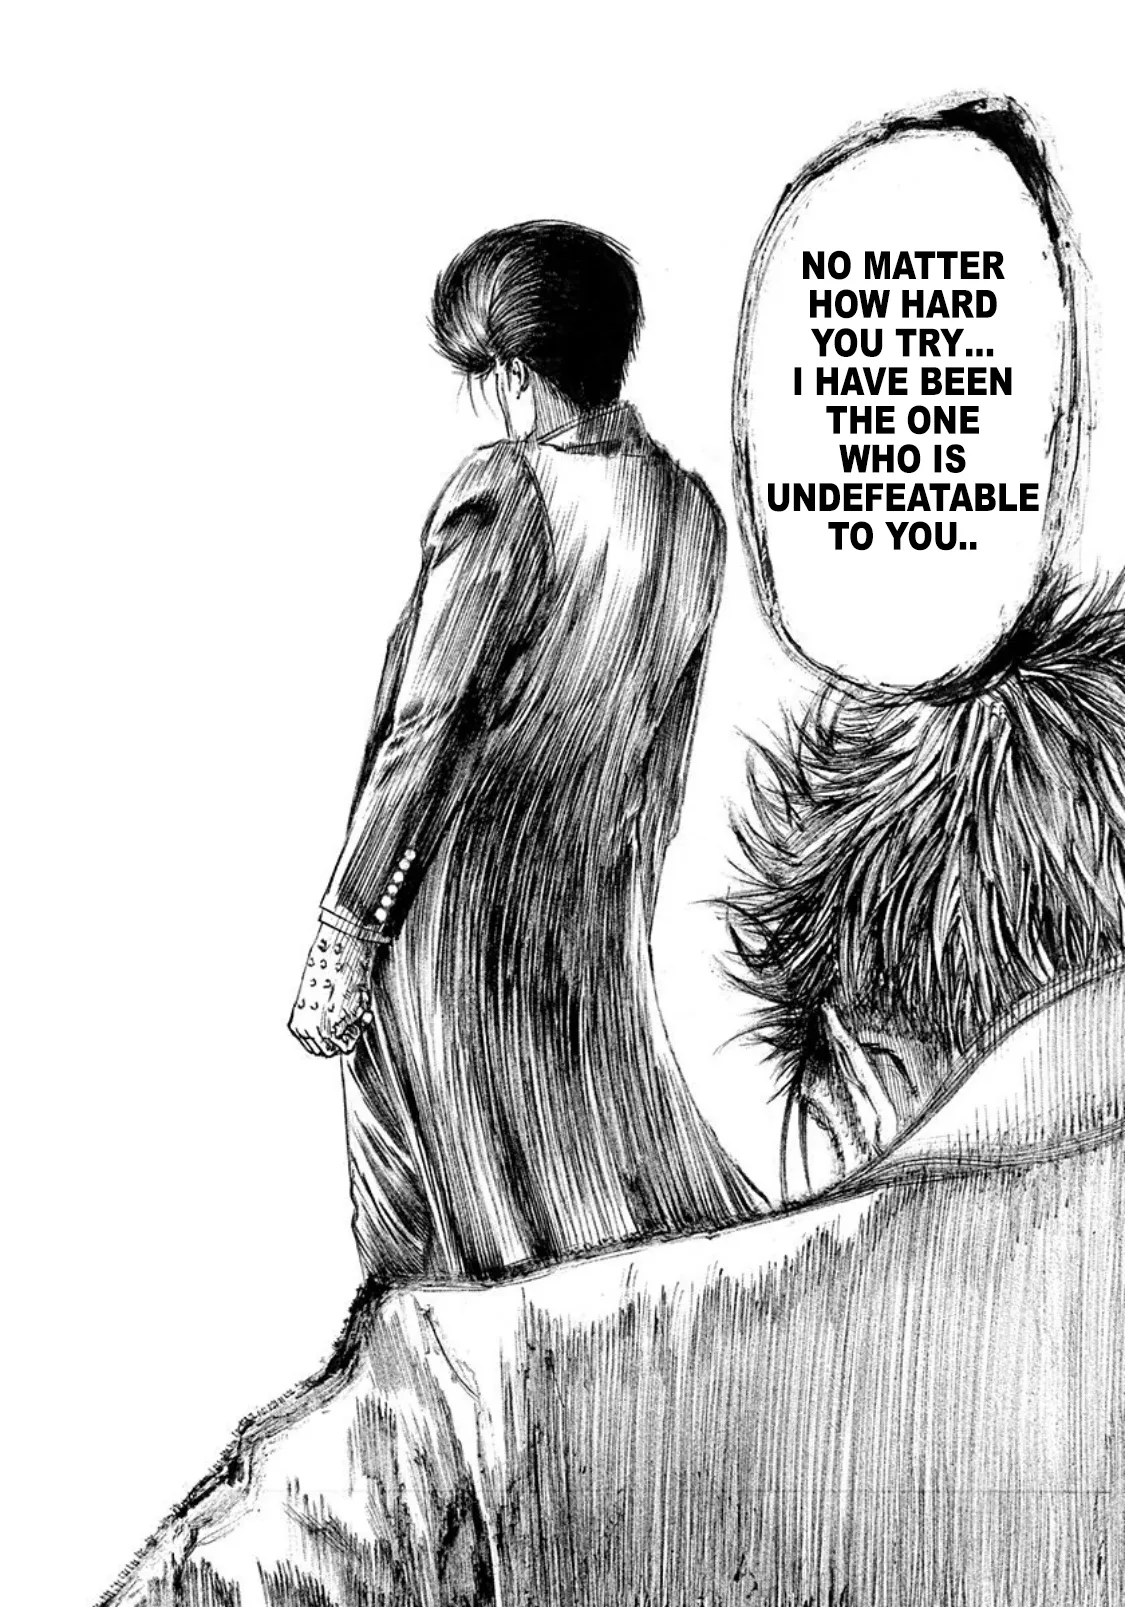 NO MATTER
HOW HARD
YOU TRY...
I HAVE BEEN
THE ONE
WHO IS
UNDEFEATABLE
TO YOU..